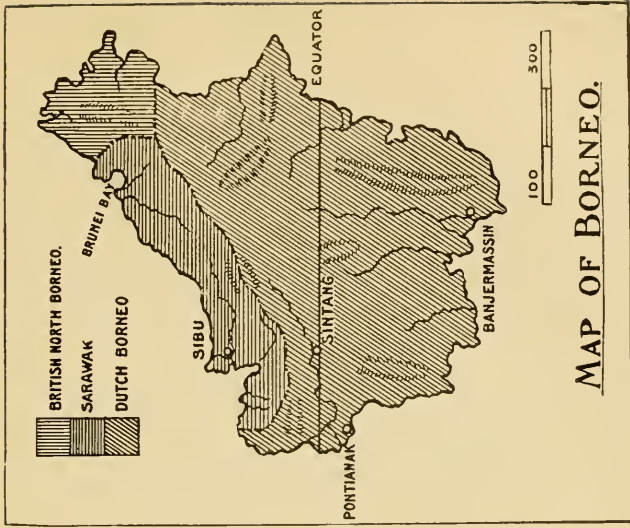 BRITISH NORTH BORNEO.
SARAWAK
DUTCH BORNEO
BRUNEI BAY
SIBU
EQUATOR
SINTANG
PONTIANAK
BANJERMASSIN
100 300
MAP OF BORNEO.